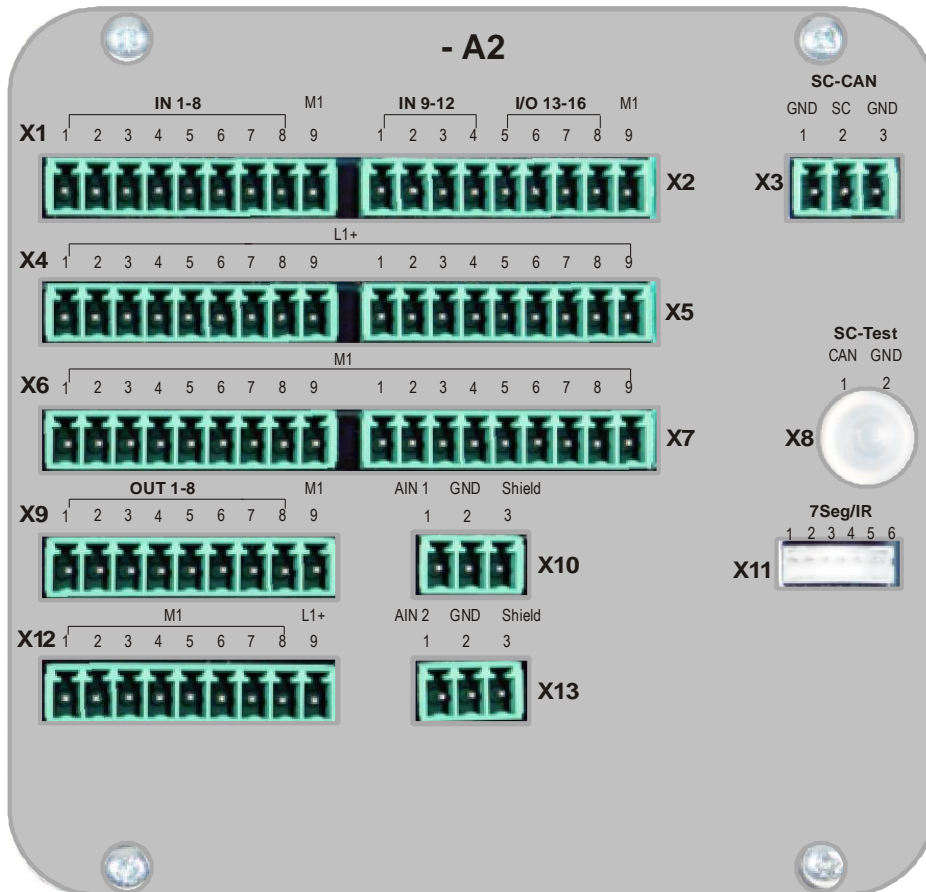 - A2
SC-CAN
IN 1-8 M1 IN 9-12 I/O 13-16 M1 GND SC GND
X1 1 2 3 4 5 6 7 8 9 1 2 3 4 5 6 7 8 9 1 2 3
X2 X3
L1+
X4 1 2 3 4 5 6 7 8 9 1 2 3 4 5 6 7 8 9
X5
SC-Test
M1 CAN GND
X6 1 2 3 4 5 6 7 8 9 1 2 3 4 5 6 7 8 9 1 2
X7 X8
OUT 1-8 M1 AIN 1 GND Shield 7Seg/IR
X9 1 2 3 4 5 6 7 8 9 1 2 3 1 2 3 4 5 6
X10 X11
M1 L1+ AIN 2 GND Shield
X12 1 2 3 4 5 6 7 8 9 1 2 3
X13